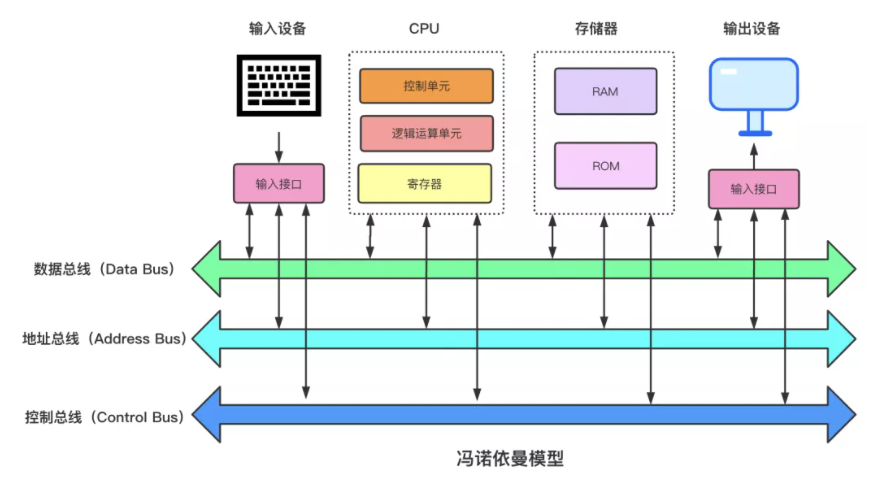 输入设备
CPU
存储器
输出设备
控制单元
RAM
逻辑运算单元
ROM
输入接口
寄存器
输入接口
数据总线（Data Bus）
地址总线（Address Bus）
控制总线（Control Bus）
冯诺依曼模型